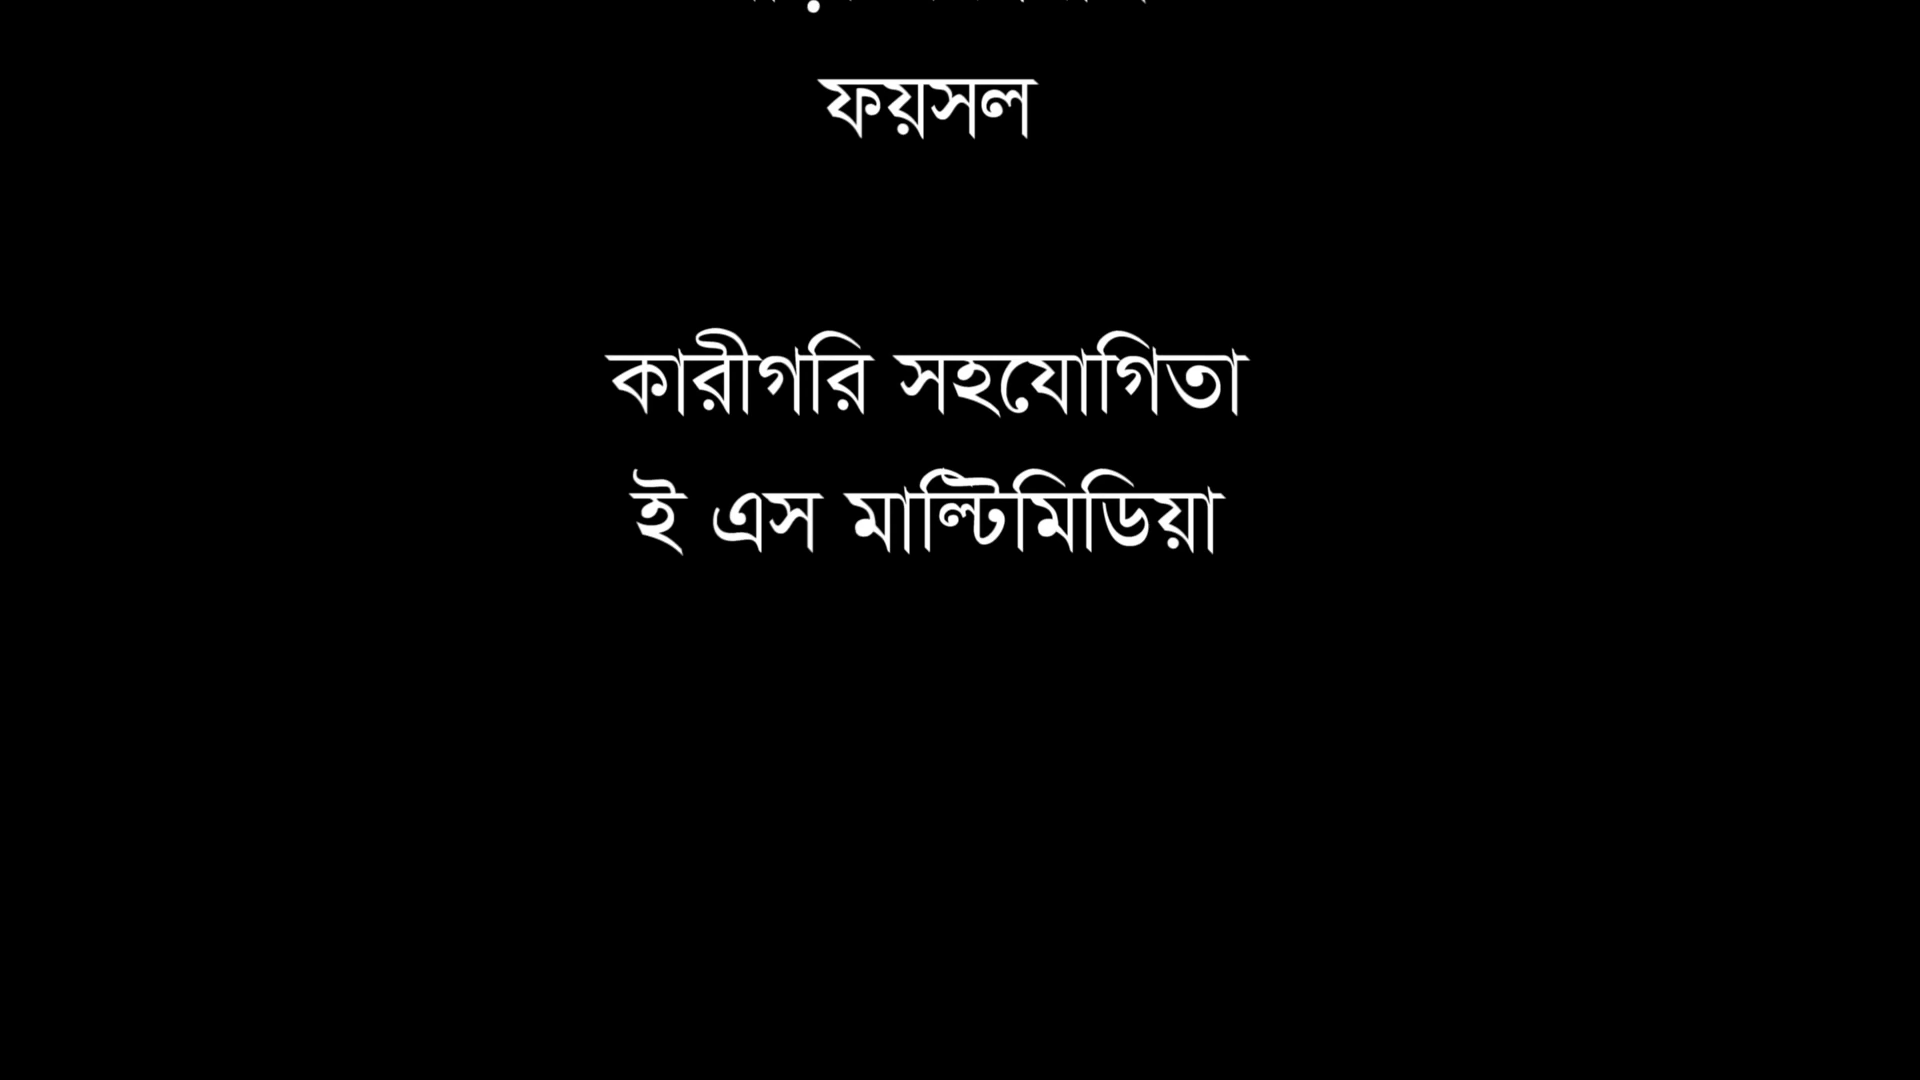 ফয়সল
কারীগরি সহযোগিতা
ই এস মাল্টিমিডিয়া